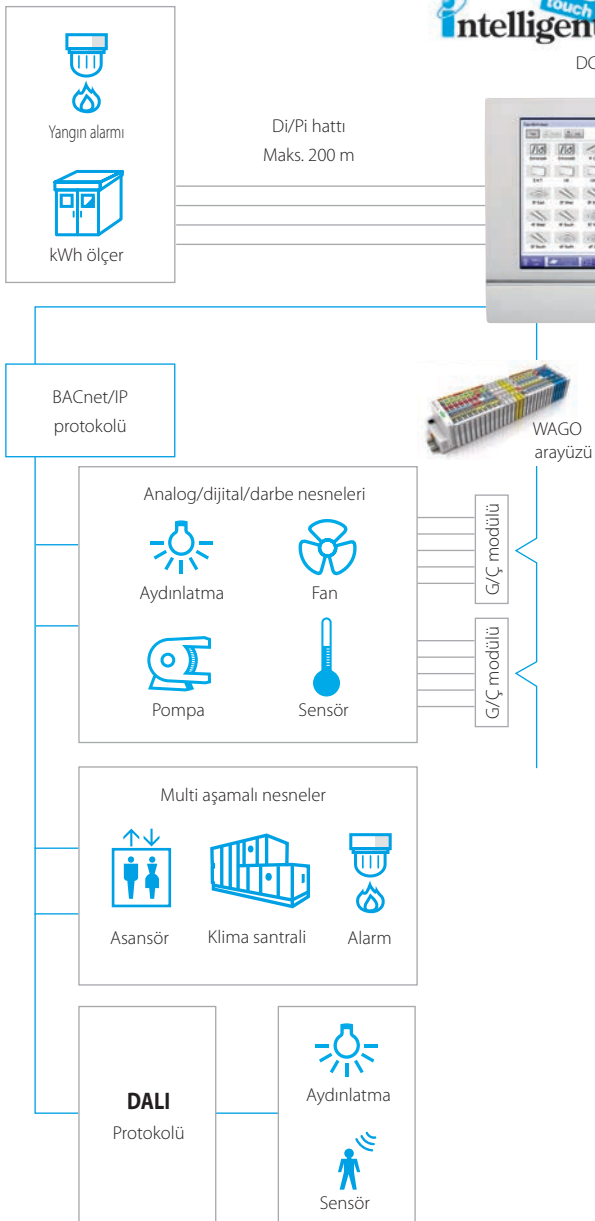 touch
intelligent
DC
Yangın alarmı
kWh ölçer
Di/Pi hattı
Maks. 200 m
BACnet/IP
protokolü
WAGO
arayüzü
Analog/dijital/darbe nesneleri
Aydınlatma
Fan
Pompa
Sensör
G/Ç modülü
G/Ç modülü
Multi aşamalı nesneler
Asansör
Klima santrali
Alarm
DALI
Protokolü
Aydınlatma
Sensör